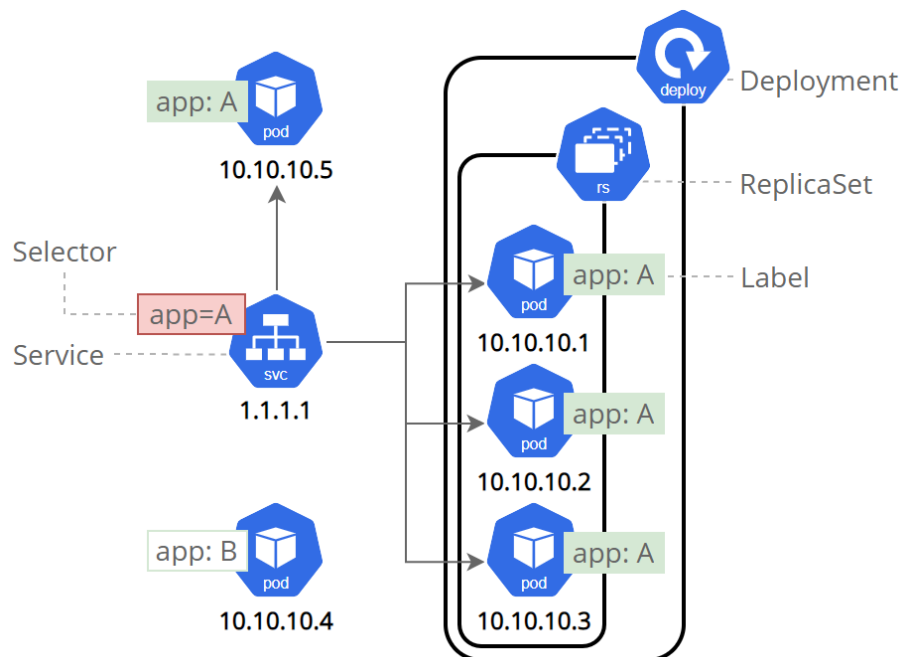 deploy
Deployment
app: A
pod
10.10.10.5
rs
ReplicaSet
Selector
app=A
Service
svc
1.1.1.1
app: A
Label
pod
10.10.10.1
app: A
pod
10.10.10.2
app: B
pod
10.10.10.4
app: A
pod
10.10.10.3